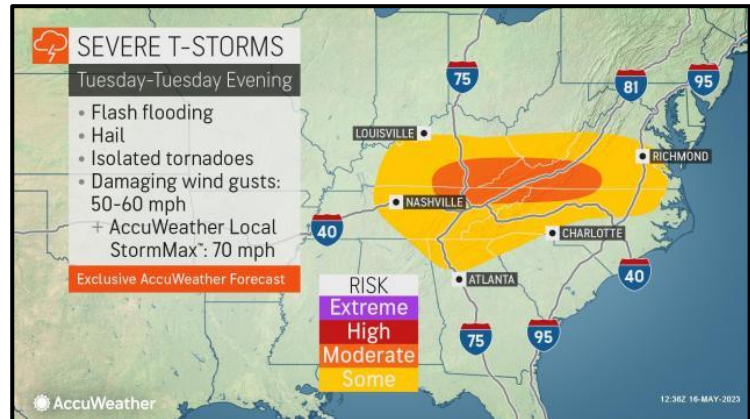 SEVERE T-STORMS
Tuesday-Tuesday Evening
• Flash flooding
• Hail
• Isolated tornadoes
• Damaging wind gusts:
50-60 mph
+ AccuWeather Local
StormMax™: 70 mph
Exclusive AccuWeather Forecast
75
81
95
LOUISVILLE
RICHMOND
NASHVILLE
40
CHARLOTTE
ATLANTA
40
75
95
RISK
Extreme
High
Moderate
Some
AccuWeather
12:36Z 16-MAY-2023